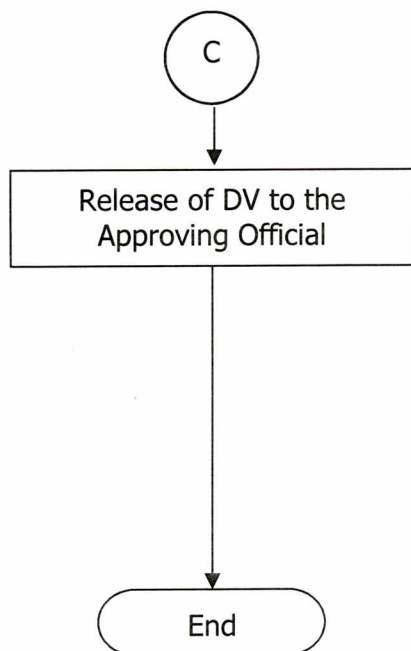 C
Release of DV to the
Approving Official
End